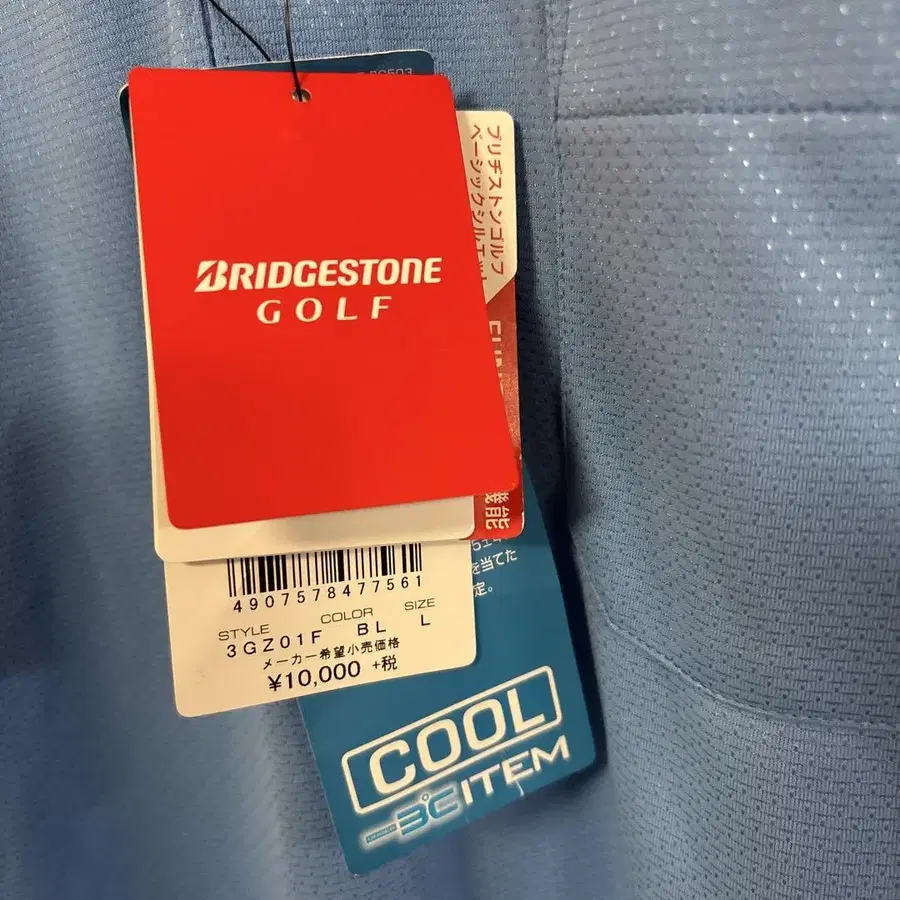 BRIDGESTONE
GOLF
ブリヂストンゴルフ
ベーシックシルエット
機能
を当てた
定。
4907578477561
STYLE COLOR SIZE
3GZ01F BL L
メーカー希望小売価格
¥10,000 +税
COOL
-3℃ ITEM